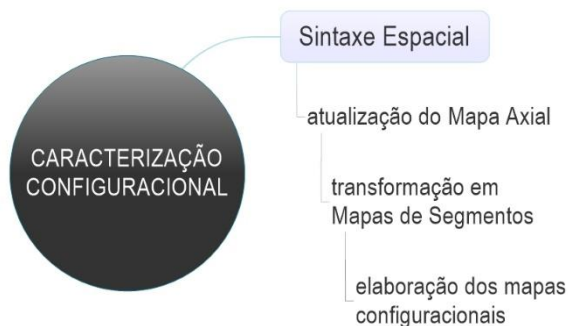 CARACTERIZAÇÃO
CONFIGURACIONAL
Sintaxe Espacial
atualização do Mapa Axial
transformação em
Mapas de Segmentos
elaboração dos mapas
configuracionais